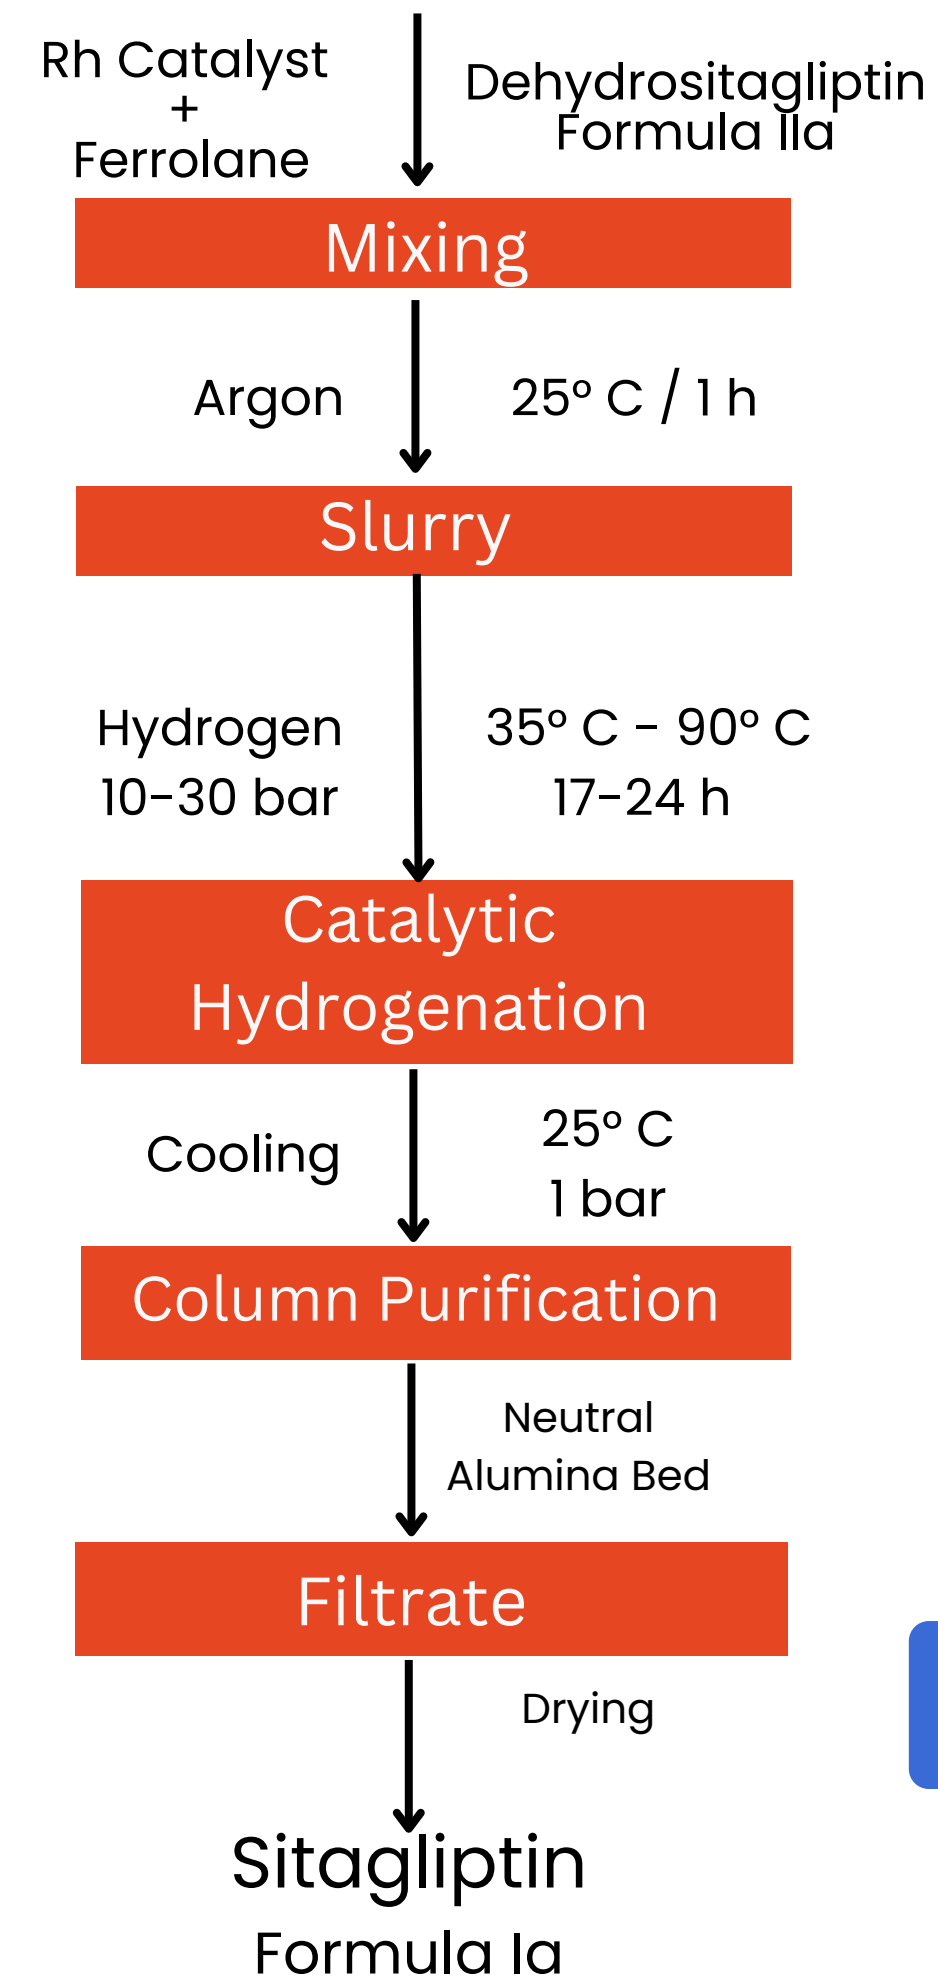 Rh Catalyst
+
Ferrolane
Dehydrositagliptin
Formula IIa
Mixing
Argon
25° C / 1 h
Slurry
Hydrogen
10-30 bar
35° C - 90° C
17-24 h
Catalytic
Hydrogenation
Cooling
25° C
1 bar
Column Purification
Neutral
Alumina Bed
Filtrate
Drying
Sitagliptin
Formula Ia